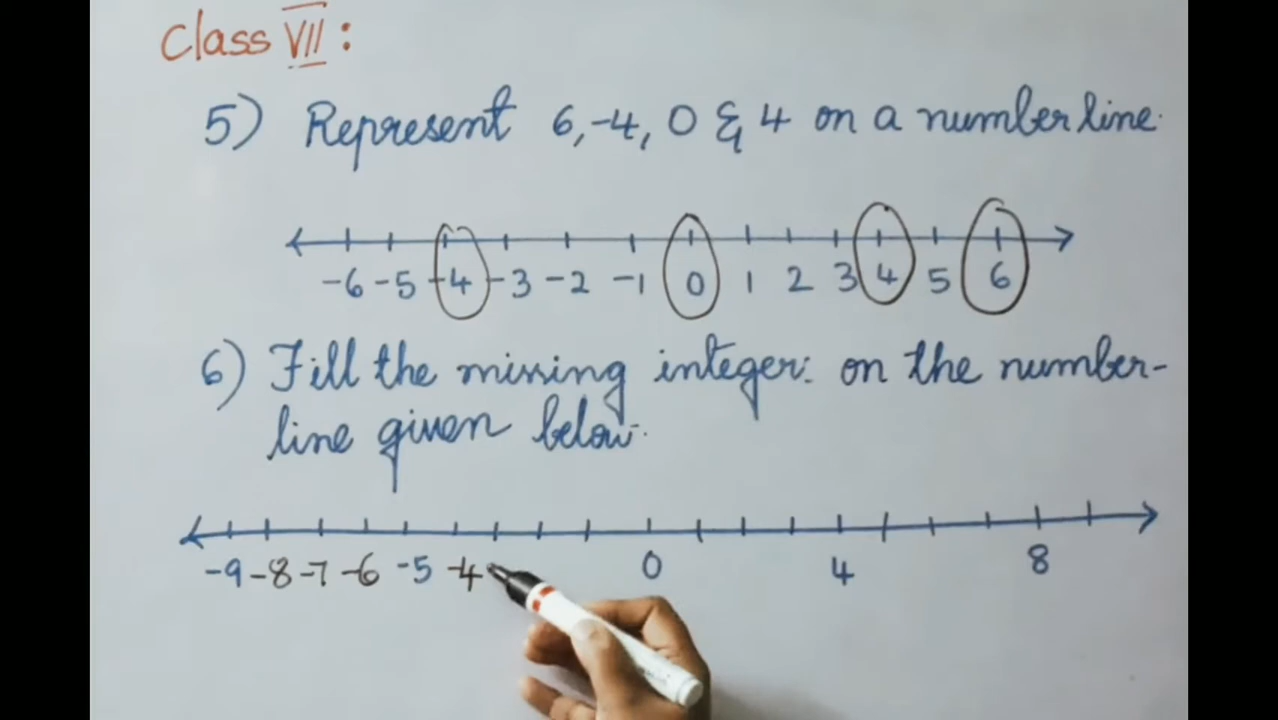 Class VII:
5) Represent 6, -4, 0 & 4 on a number line.
-6 -5 -4 -3 -2 -1 0 1 2 3 4 5 6
6) Fill the missing integer: on the number-
line given below.
-9 -8 -7 -6 -5 -4 0 4 8